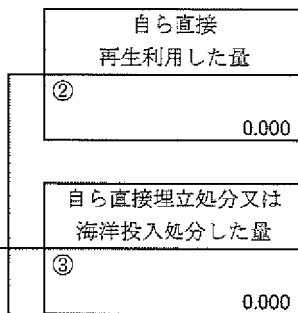 自ら直接
再生利用した量
②
0.000
自ら直接埋立処分又は
海洋投入処分した量
③
0.000